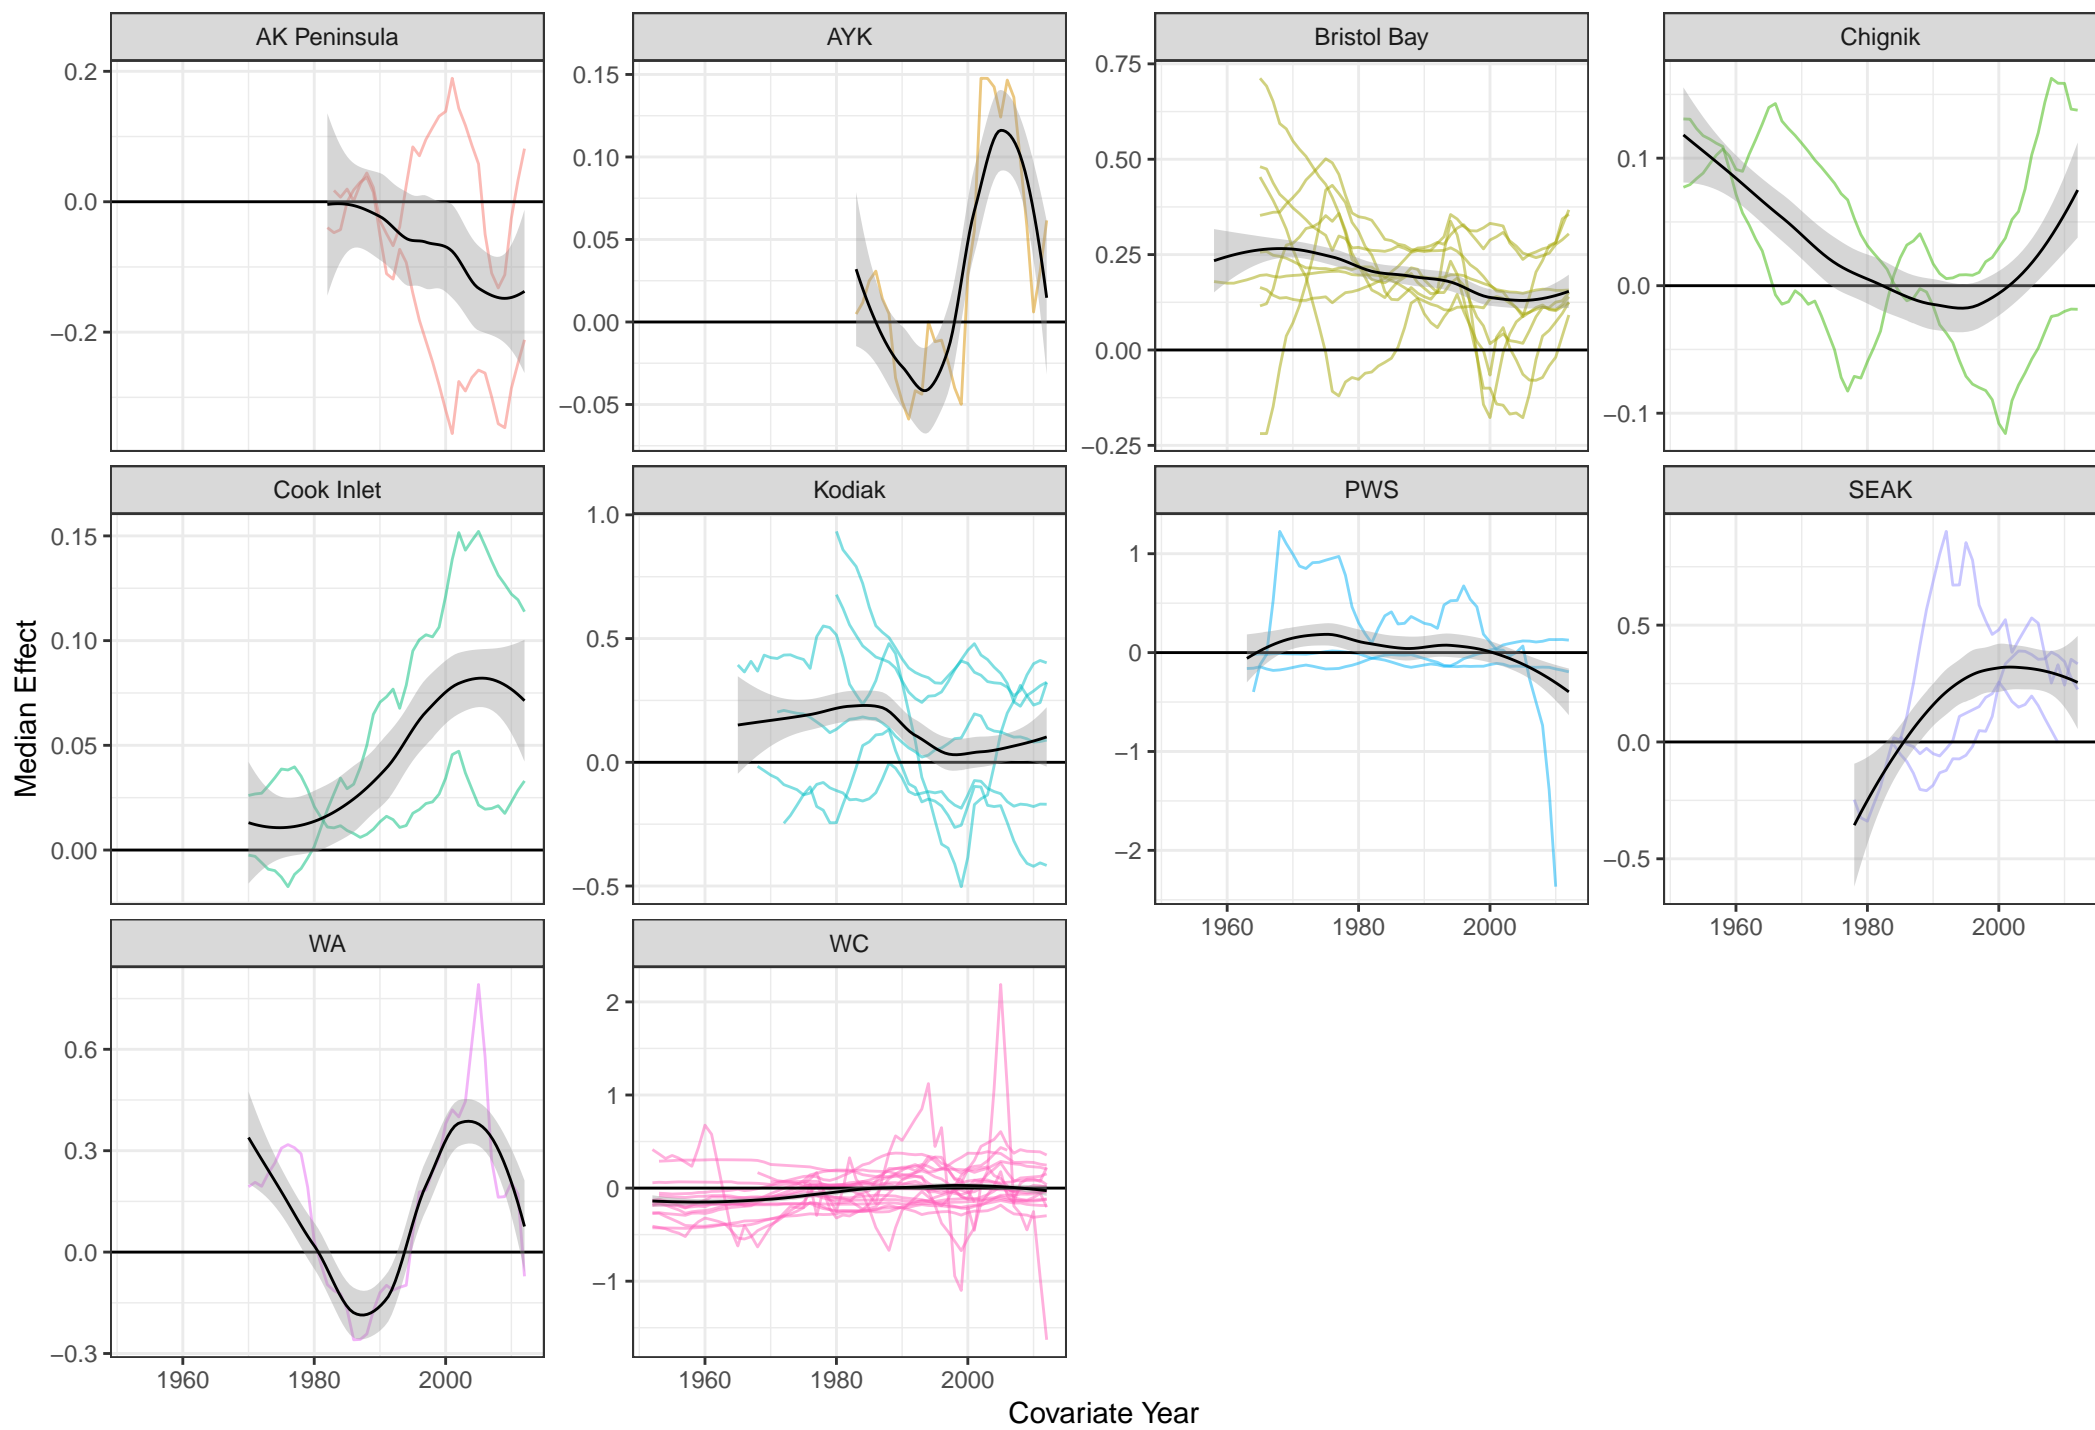 AK Peninsula AYK Bristol Bay Chignik
0.2 0.15 0.75
0.10 0.50 0.1
0.0 0.05 0.25 0.0
0.00 0.00
−0.2 −0.05 −0.25 −0.1
Cook Inlet Kodiak PWS SEAK
0.15 1.0 1
0.10 0.5 0 0.5
0.05 0.0 −1 0.0
0.00 −0.5 −2 −0.5
1960 1980 2000 1960 1980 2000
WA WC
0.6 2
0.3 1
0.0 0
−0.3 −1
1960 1980 2000 1960 1980 2000
Median Effect
Covariate Year